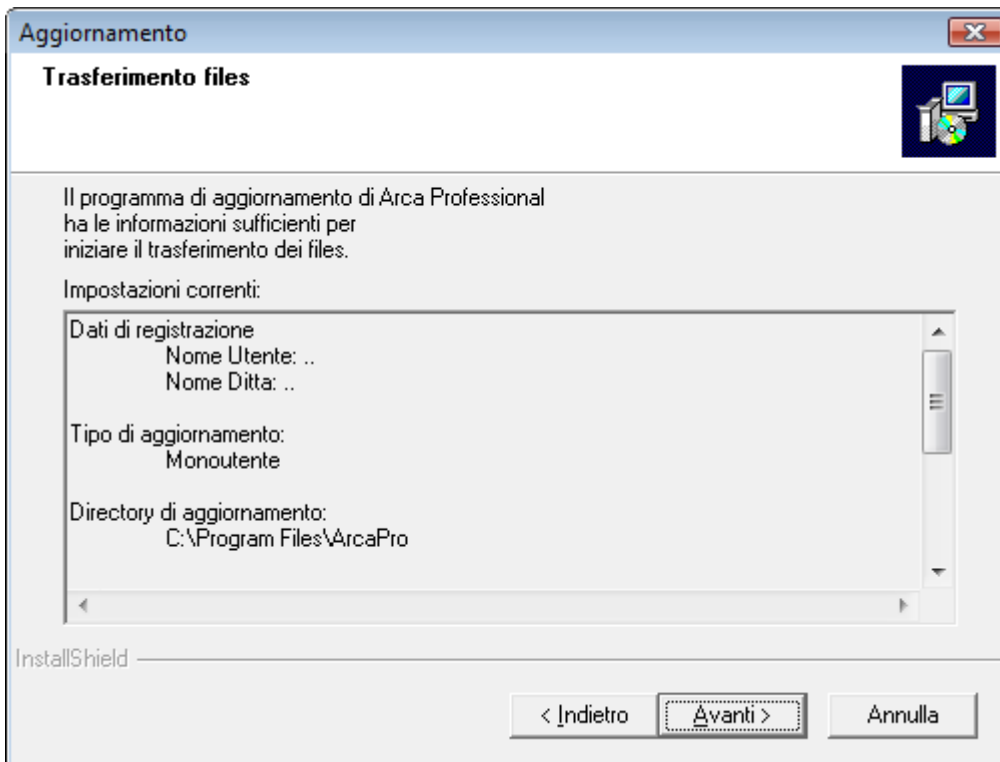 Aggiornamento
Trasferimento files
Il programma di aggiornamento di Arca Professional
ha le informazioni sufficienti per
iniziare il trasferimento dei files.
Impostazioni correnti:
Dati di registrazione
Nome Utente: ..
Nome Ditta: ..
Tipo di aggiornamento:
Monoutente
Directory di aggiornamento:
C:\Program Files\ArcaPro
InstallShield
< Indietro
Avanti >
Annulla